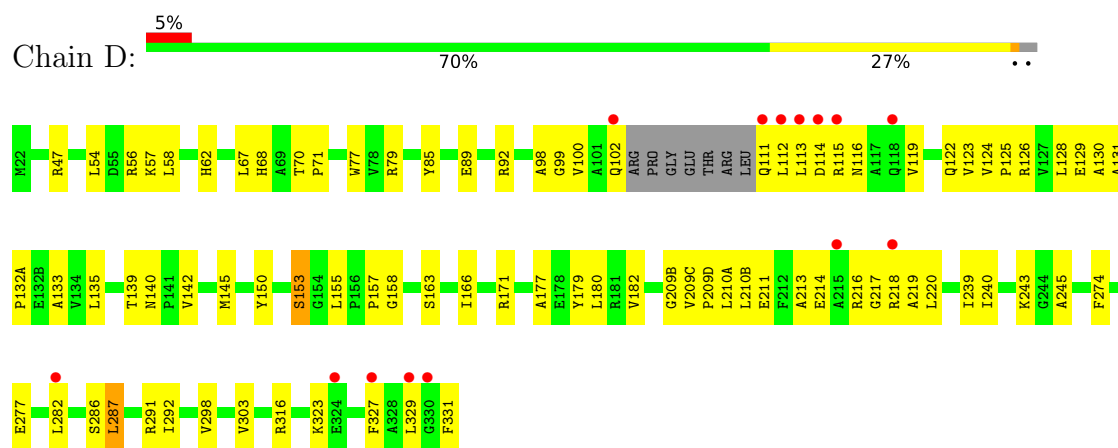 5%
Chain D:
70% 27% • •
M22 R47 L54 D55 R56 K57 L58 H62 L67 H68 A69 T70 P71 W77 V78 R79 Y85 E89 R92 A98 G99 V100 A101 Q102 ARG PRO GLY GLU THR ARG LEU Q111 L112 L113 D114 R115 N116 A117 Q118 V119 Q122 V123 V124 P125 R126 V127 L128 E129 A130 A131
P132A E132B A133 V134 L135 T139 N140 P141 V142 M145 Y150 S153 G154 L155 P156 P157 G158 S163 I166 R171 A177 E178 Y179 L180 R181 V182 G209B V209C P209D L210A L210B E211 F212 A213 E214 A215 R216 G217 R218 A219 L220 I239 I240 K243 G244 A245 F274
E277 L282 S286 L287 R291 I292 V298 V303 R316 K323 E324 F327 A328 L329 G330 F331